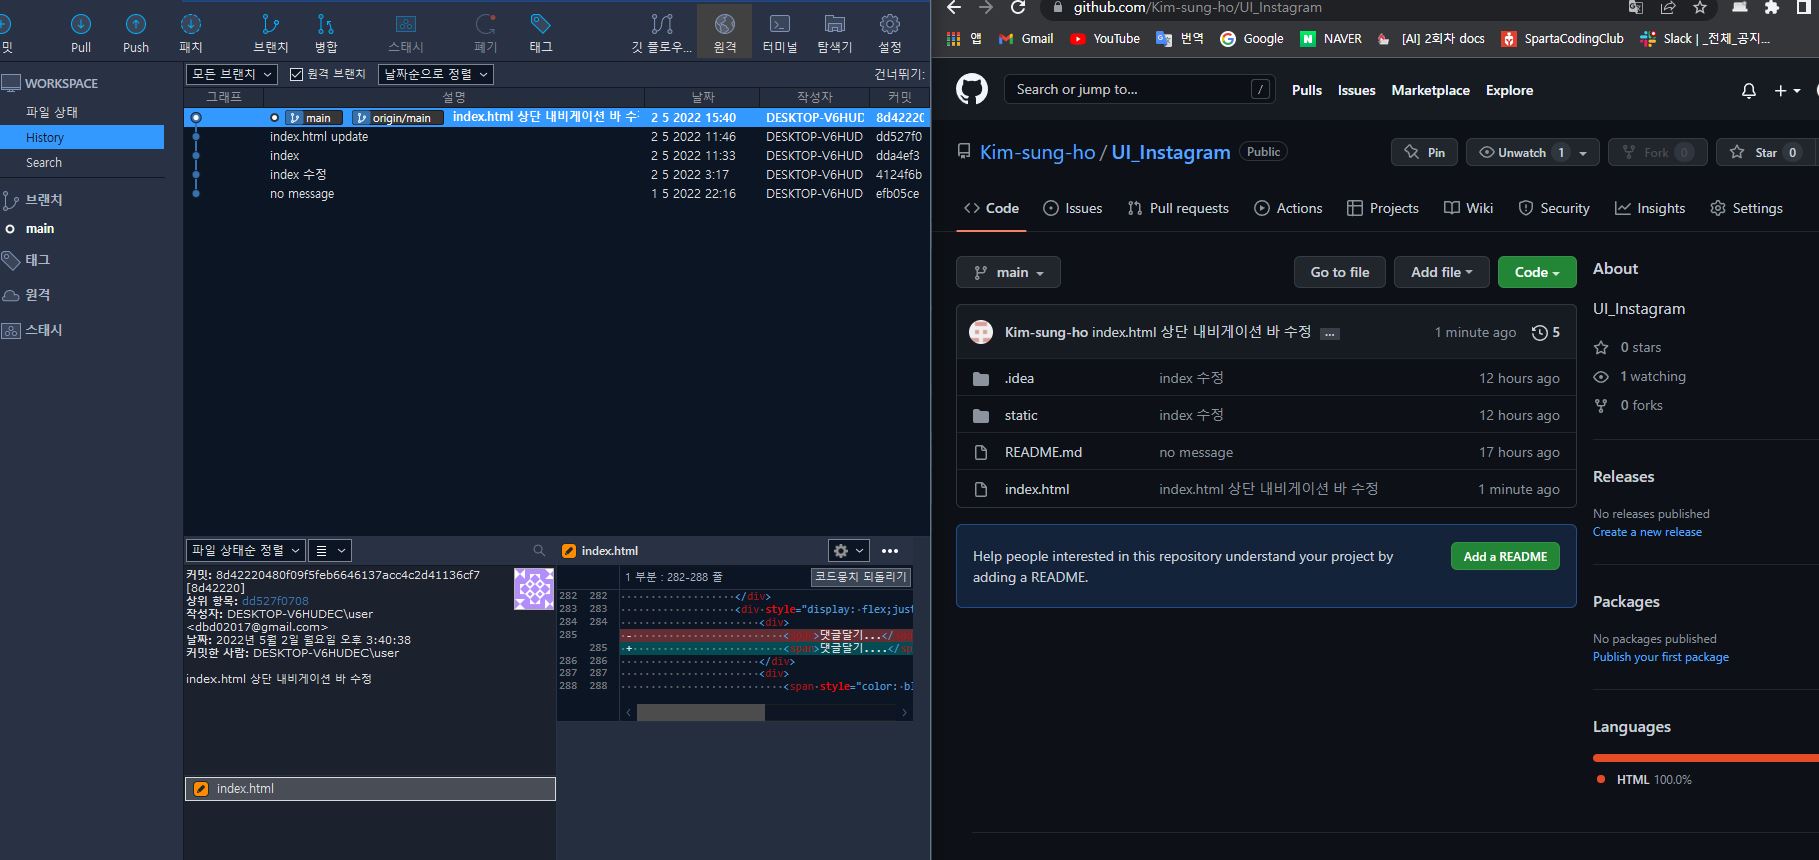 밋
Pull
Push
패치
브랜치
병합
스태시
폐기
태그
깃 플로우...
원격
터미널
탐색기
설정
WORKSPACE
파일 상태
History
Search
브랜치
main
태그
원격
스태시
모든 브랜치
원격 브랜치
날짜순으로 정렬
건너뛰기:
그래프 설명 날짜 작성자 커밋
main origin/main index.html 상단 내비게이션 바 수정 2 5 2022 15:40 DESKTOP-V6HUD 8d42220
index.html update 2 5 2022 11:46 DESKTOP-V6HUD dd527f0
index 2 5 2022 11:33 DESKTOP-V6HUD dda4ef3
index 수정 2 5 2022 3:17 DESKTOP-V6HUD 4124f6b
no message 1 5 2022 22:16 DESKTOP-V6HUD efb05ce
파일 상태순 정렬
커밋: 8d42220480f09f5feb6646137acc4c2d41136cf7
[8d42220]
상위 항목: dd527f0708
작성자: DESKTOP-V6HUDEC\user
<dbd02017@gmail.com>
날짜: 2022년 5월 2일 월요일 오후 3:40:38
커밋한 사람: DESKTOP-V6HUDEC\user
index.html 상단 내비게이션 바 수정
index.html
index.html
1 부분 : 282-288 줄
코드뭉치 되돌리기
282 282 </div>
283 283 <div style="display: flex;jus
284 284 <div>
285 - <span>댓글달기...</
285 + <span>댓글달기....</sp
286 286 </div>
287 287 <div>
288 288 <span style="color: bl
github.com/Kim-sung-ho/UI_Instagram
앱
Gmail
YouTube
번역
Google
NAVER
[AI] 2회차 docs
SpartaCodingClub
Slack | _전체_공지...
Search or jump to...
/
Pulls
Issues
Marketplace
Explore
Kim-sung-ho / UI_Instagram
Public
Pin
Unwatch 1
Fork 0
Star 0
Code
Issues
Pull requests
Actions
Projects
Wiki
Security
Insights
Settings
main
Go to file
Add file
Code
Kim-sung-ho index.html 상단 내비게이션 바 수정 ... 1 minute ago 5
.idea index 수정 12 hours ago
static index 수정 12 hours ago
README.md no message 17 hours ago
index.html index.html 상단 내비게이션 바 수정 1 minute ago
Help people interested in this repository understand your project by
adding a README.
Add a README
About
UI_Instagram
0 stars
1 watching
0 forks
Releases
No releases published
Create a new release
Packages
No packages published
Publish your first package
Languages
HTML 100.0%